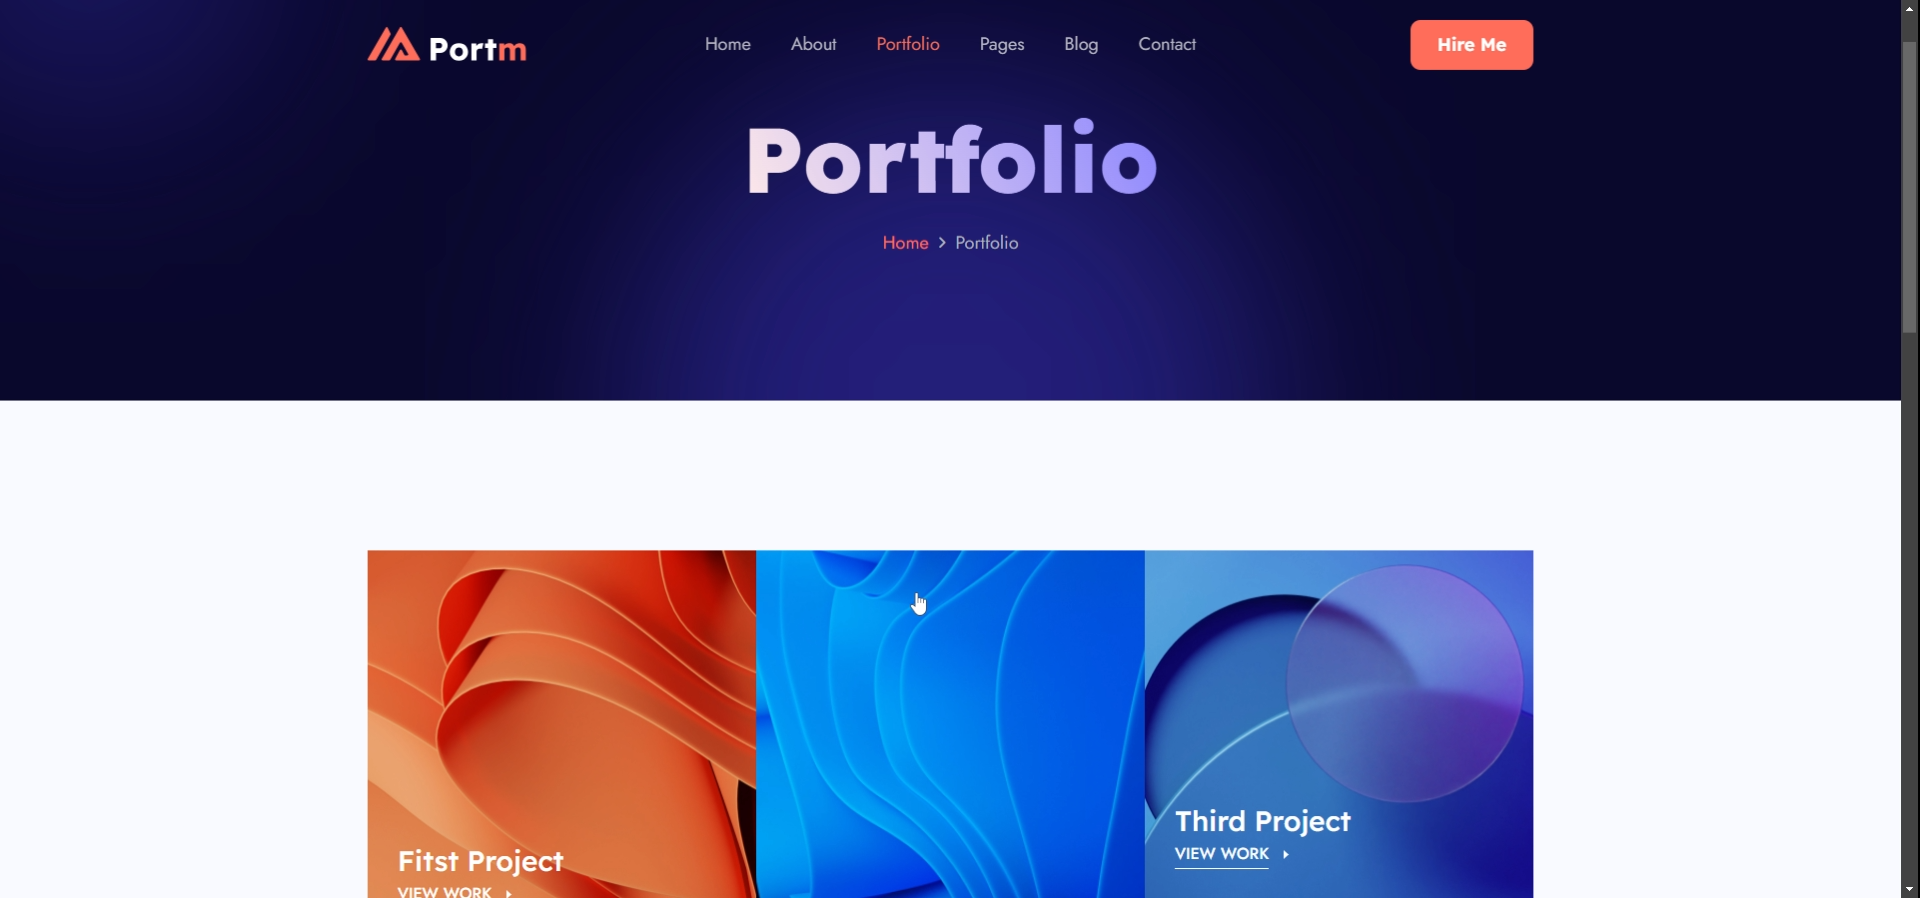 Portm
Home About Portfolio Pages Blog Contact
Hire Me
Portfolio
Home > Portfolio
Fitst Project
VIEW WORK
Third Project
VIEW WORK